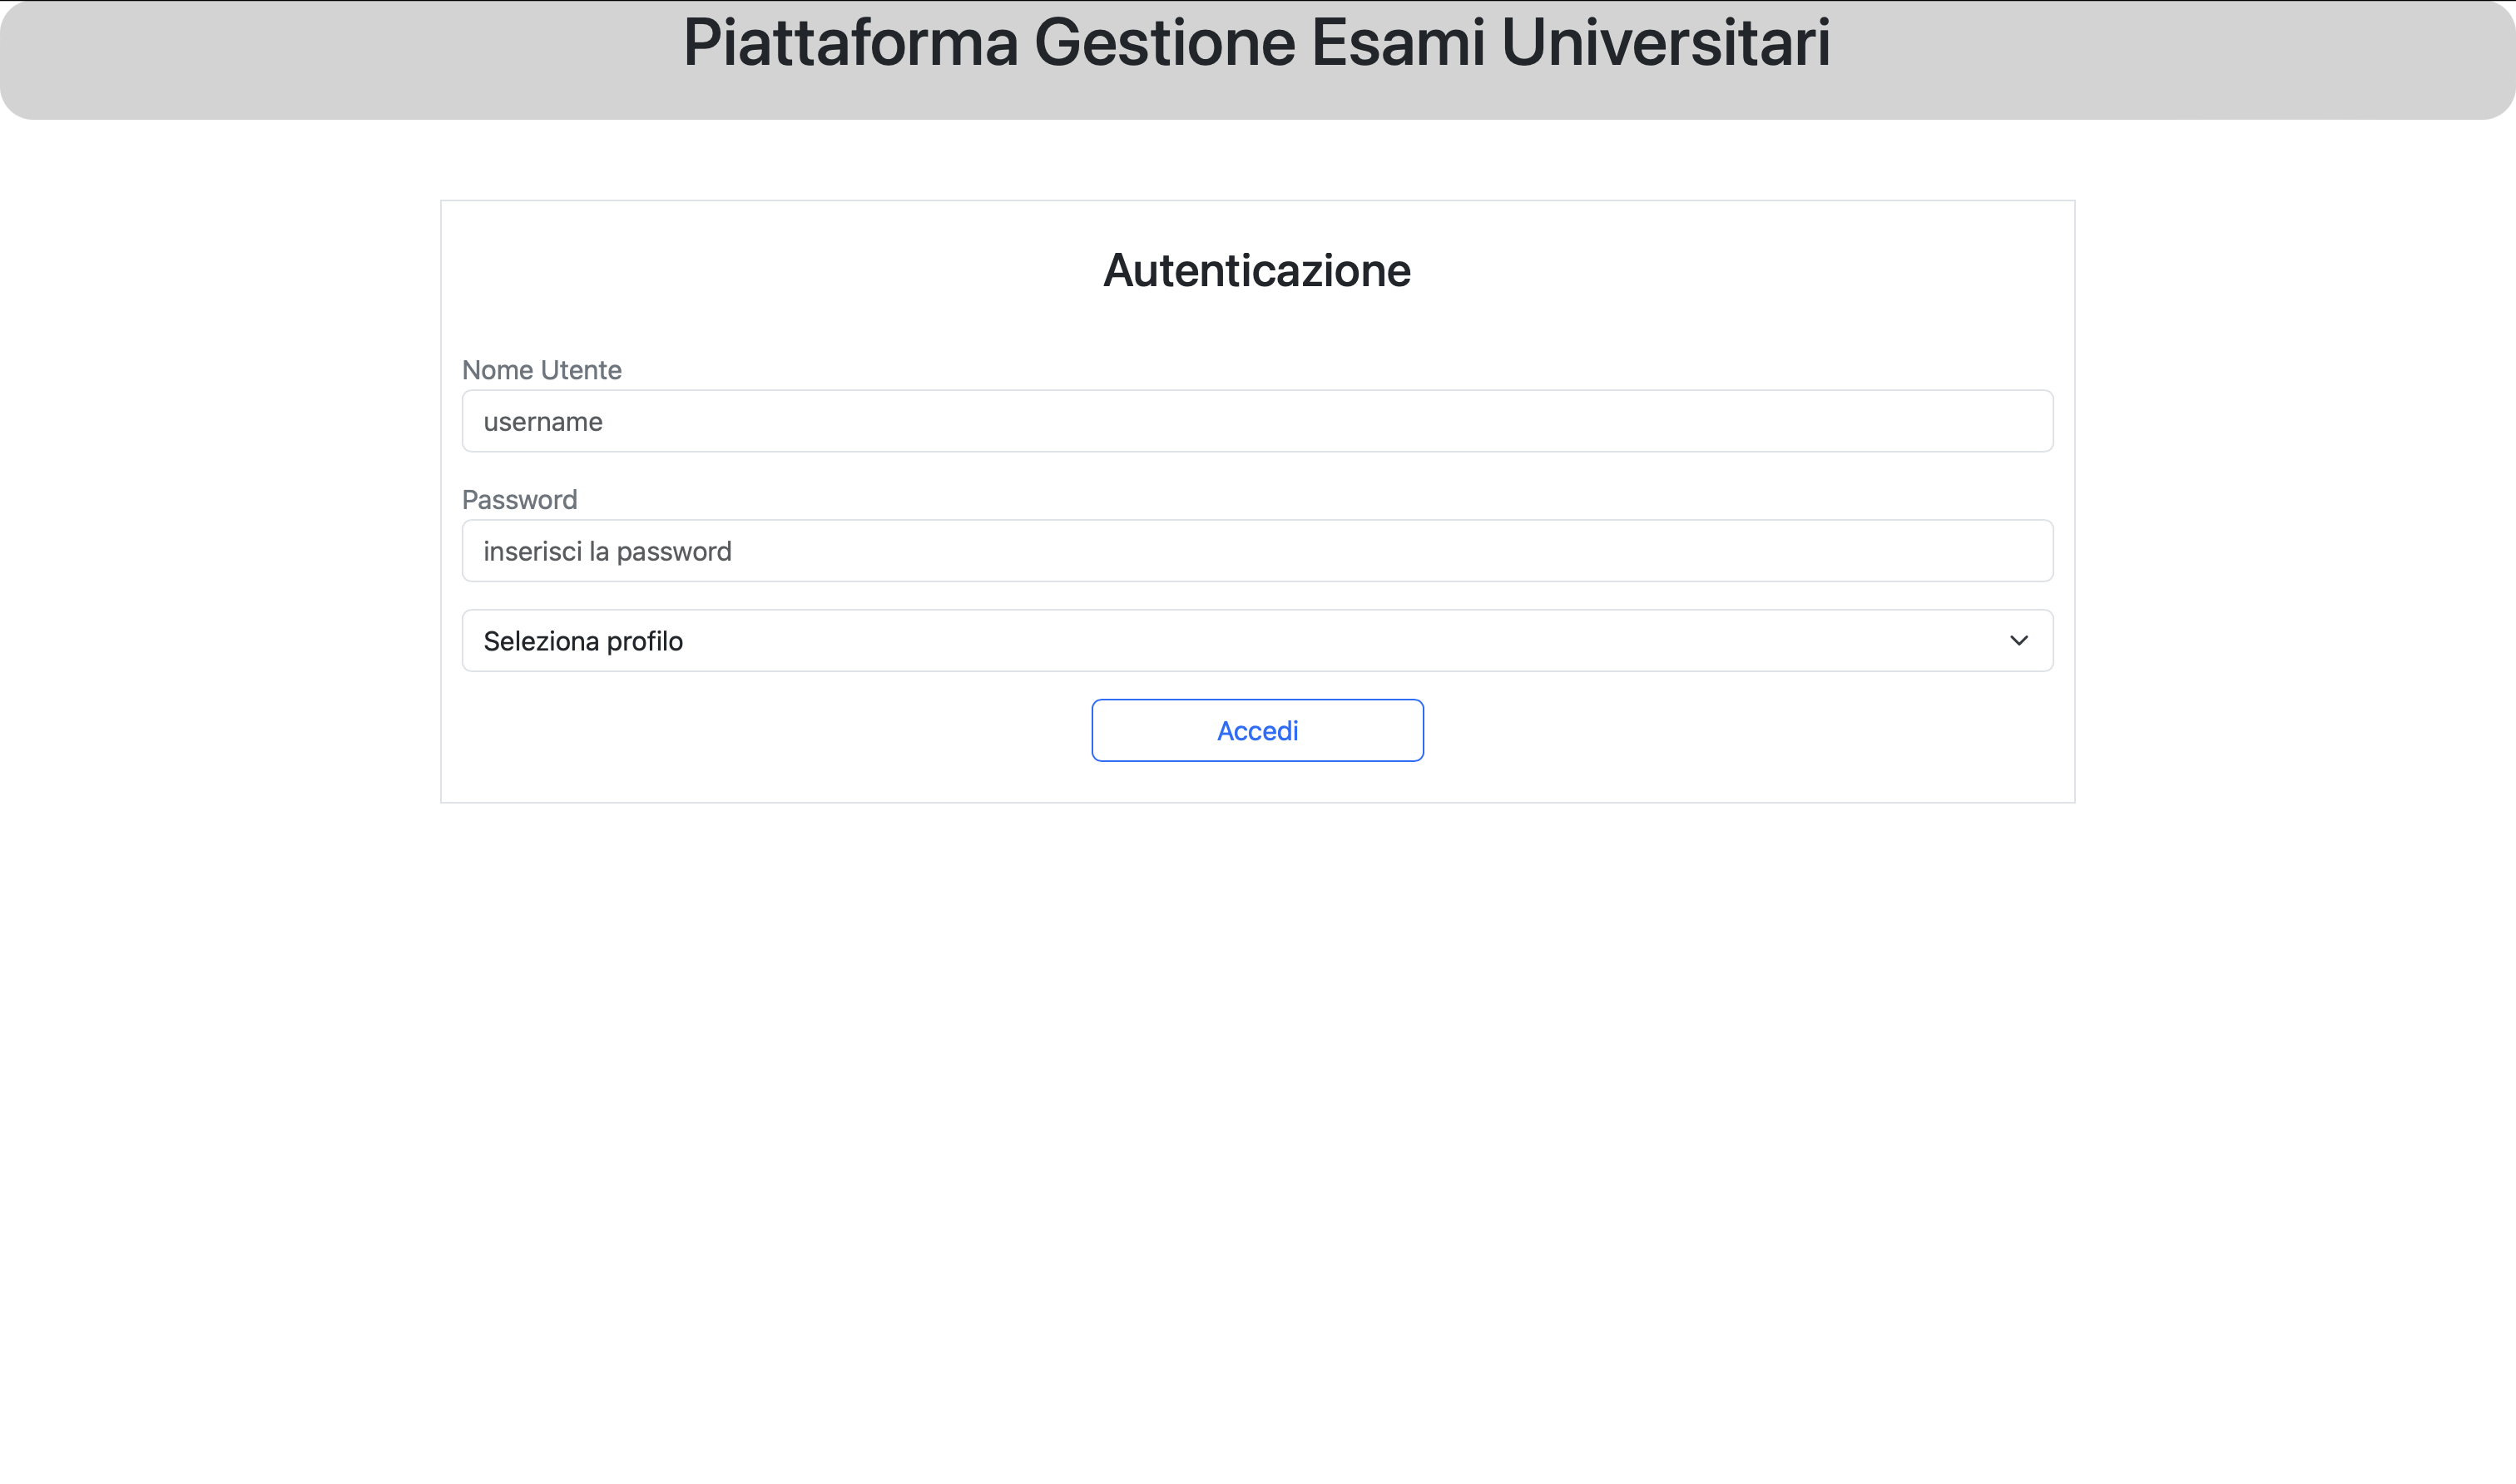 Piattaforma Gestione Esami Universitari
Autenticazione
Nome Utente
username
Password
inserisci la password
Seleziona profilo
Accedi